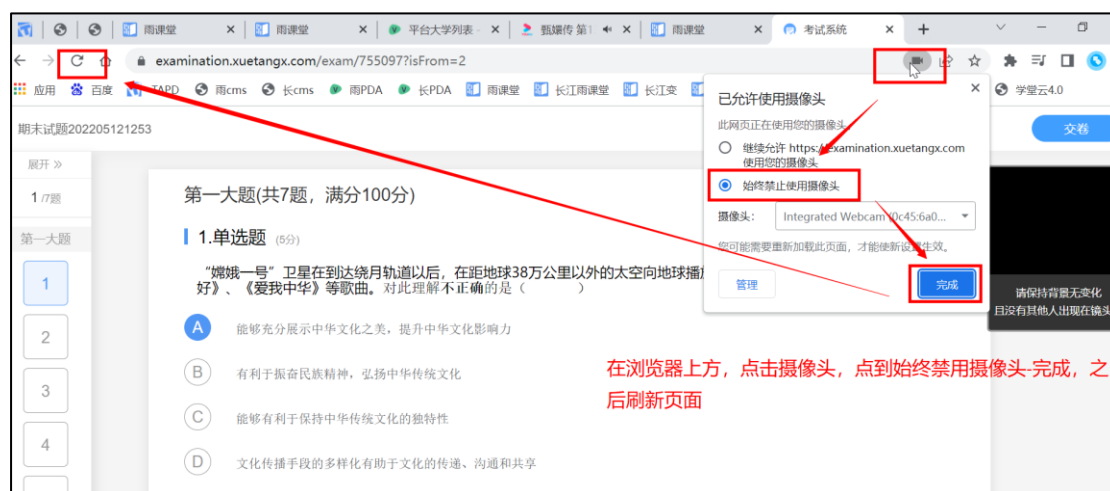 雨课堂 雨课堂 平台大学列表 - 甄嬛传 第1 雨课堂 考试系统
examination.xuetangx.com/exam/755097?isFrom=2
应用 百度 TAPD 雨cms 长cms 雨PDA 长PDA 雨课堂 长江雨课堂 长江变 学堂云4.0
期末试题202205121253
交卷
展开 »
1 /7题
第一大题
1
2
3
4
第一大题(共7题，满分100分)
1.单选题 (5分)
“嫦娥一号”卫星在到达绕月轨道以后，在距地球38万公里以外的太空向地球播放
好》、《爱我中华》等歌曲。对此理解不正确的是（ ）
A 能够充分展示中华文化之美，提升中华文化影响力
B 有利于振奋民族精神，弘扬中华传统文化
C 能够有利于保持中华传统文化的独特性
D 文化传播手段的多样化有助于文化的传递、沟通和共享
已允许使用摄像头
此网页正在使用您的摄像头。
继续允许 https://examination.xuetangx.com
使用您的摄像头
始终禁止使用摄像头
摄像头： Integrated Webcam (0c45:6a0...
您可能需要重新加载此页面，才能使新设置生效。
管理 完成
请保持背景无变化
且没有其他人出现在镜头
在浏览器上方，点击摄像头，点到始终禁用摄像头-完成，之
后刷新页面